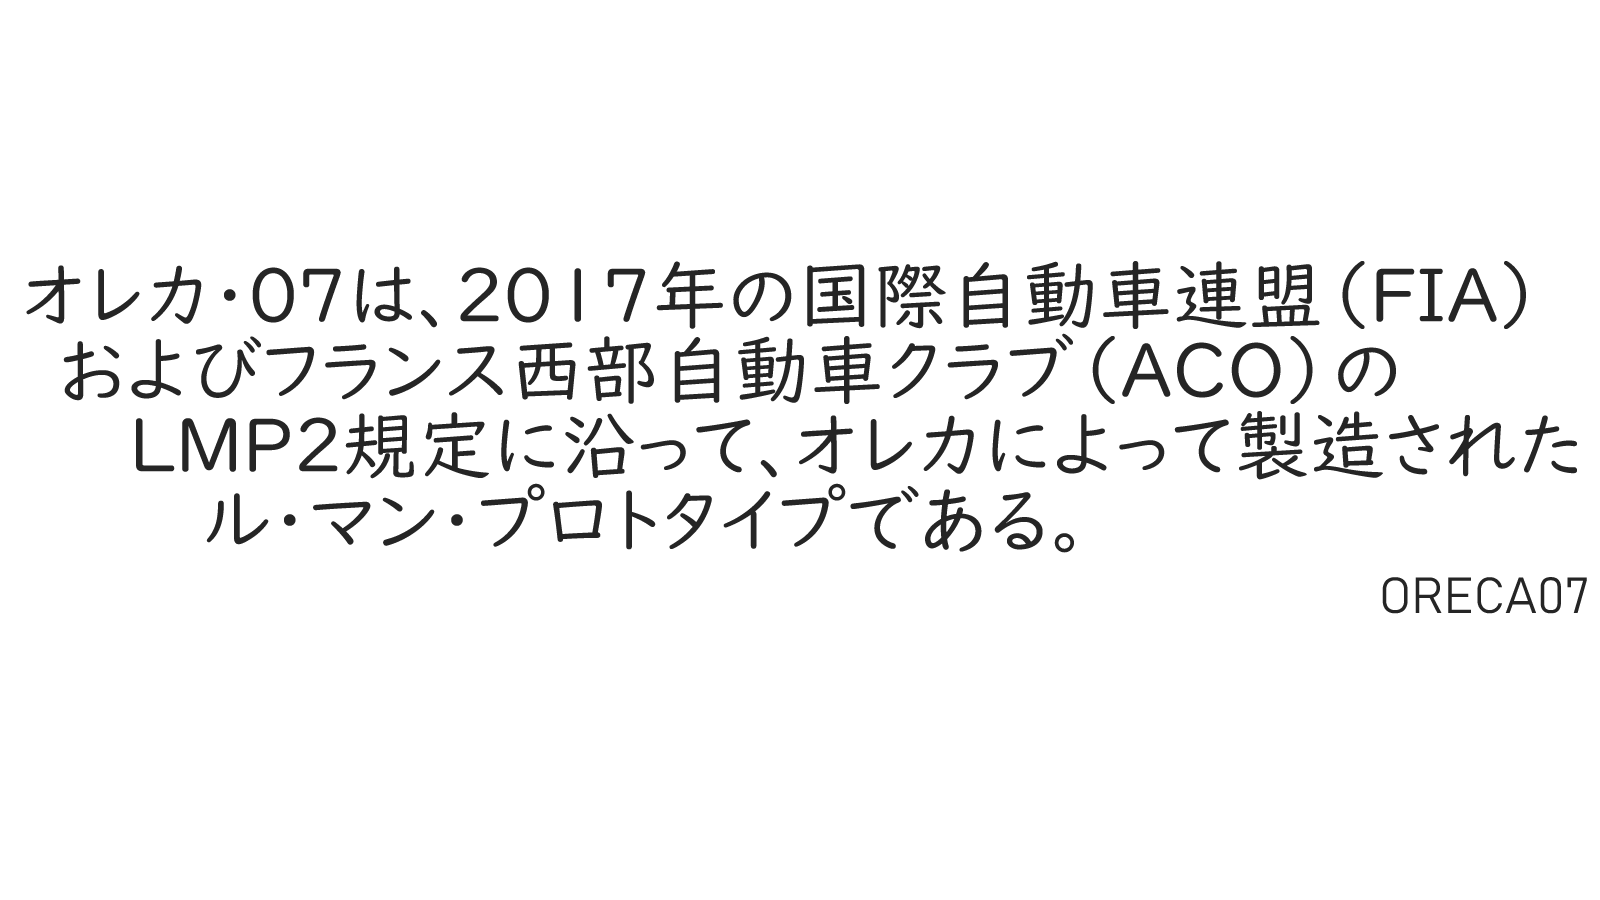 オレカ・07は、2017年の国際自動車連盟（FIA）
およびフランス西部自動車クラブ（ACO）の
LMP2規定に沿って、オレカによって製造された
ル・マン・プロトタイプである。
ORECA07